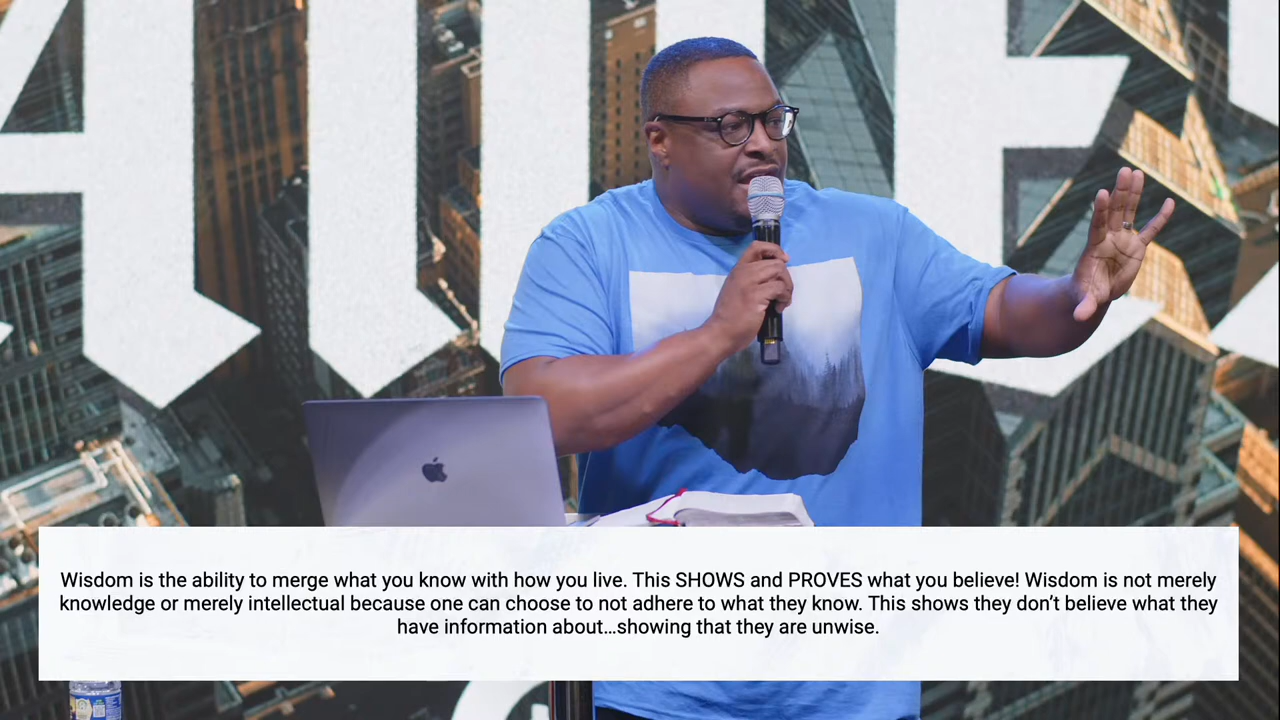 Wisdom is the ability to merge what you know with how you live. This SHOWS and PROVES what you believe! Wisdom is not merely
knowledge or merely intellectual because one can choose to not adhere to what they know. This shows they don’t believe what they
have information about…showing that they are unwise.